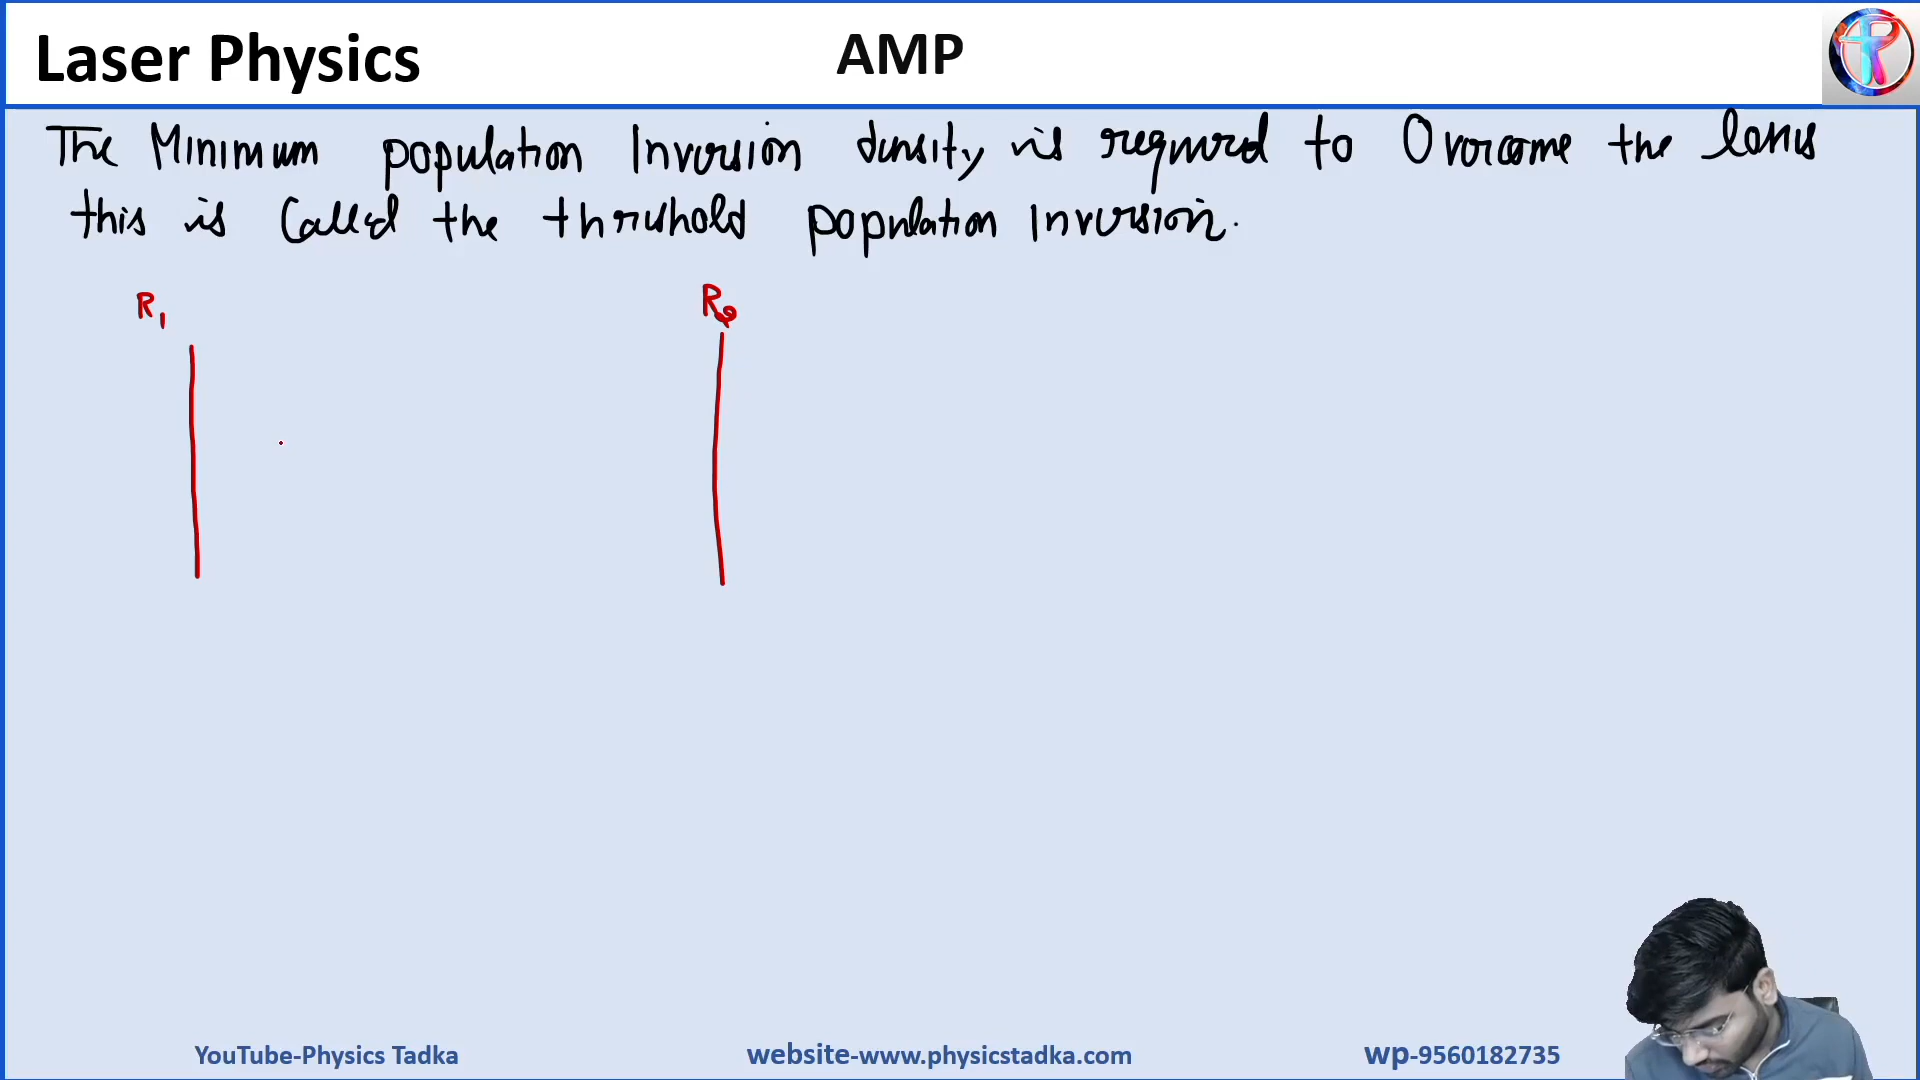 Laser Physics
AMP
The Minimum population Inversion density is required to Overcome the losses
this is Called the threshold population Inversion.
R1
R2
YouTube-Physics Tadka
website-www.physicstadka.com
wp-9560182735